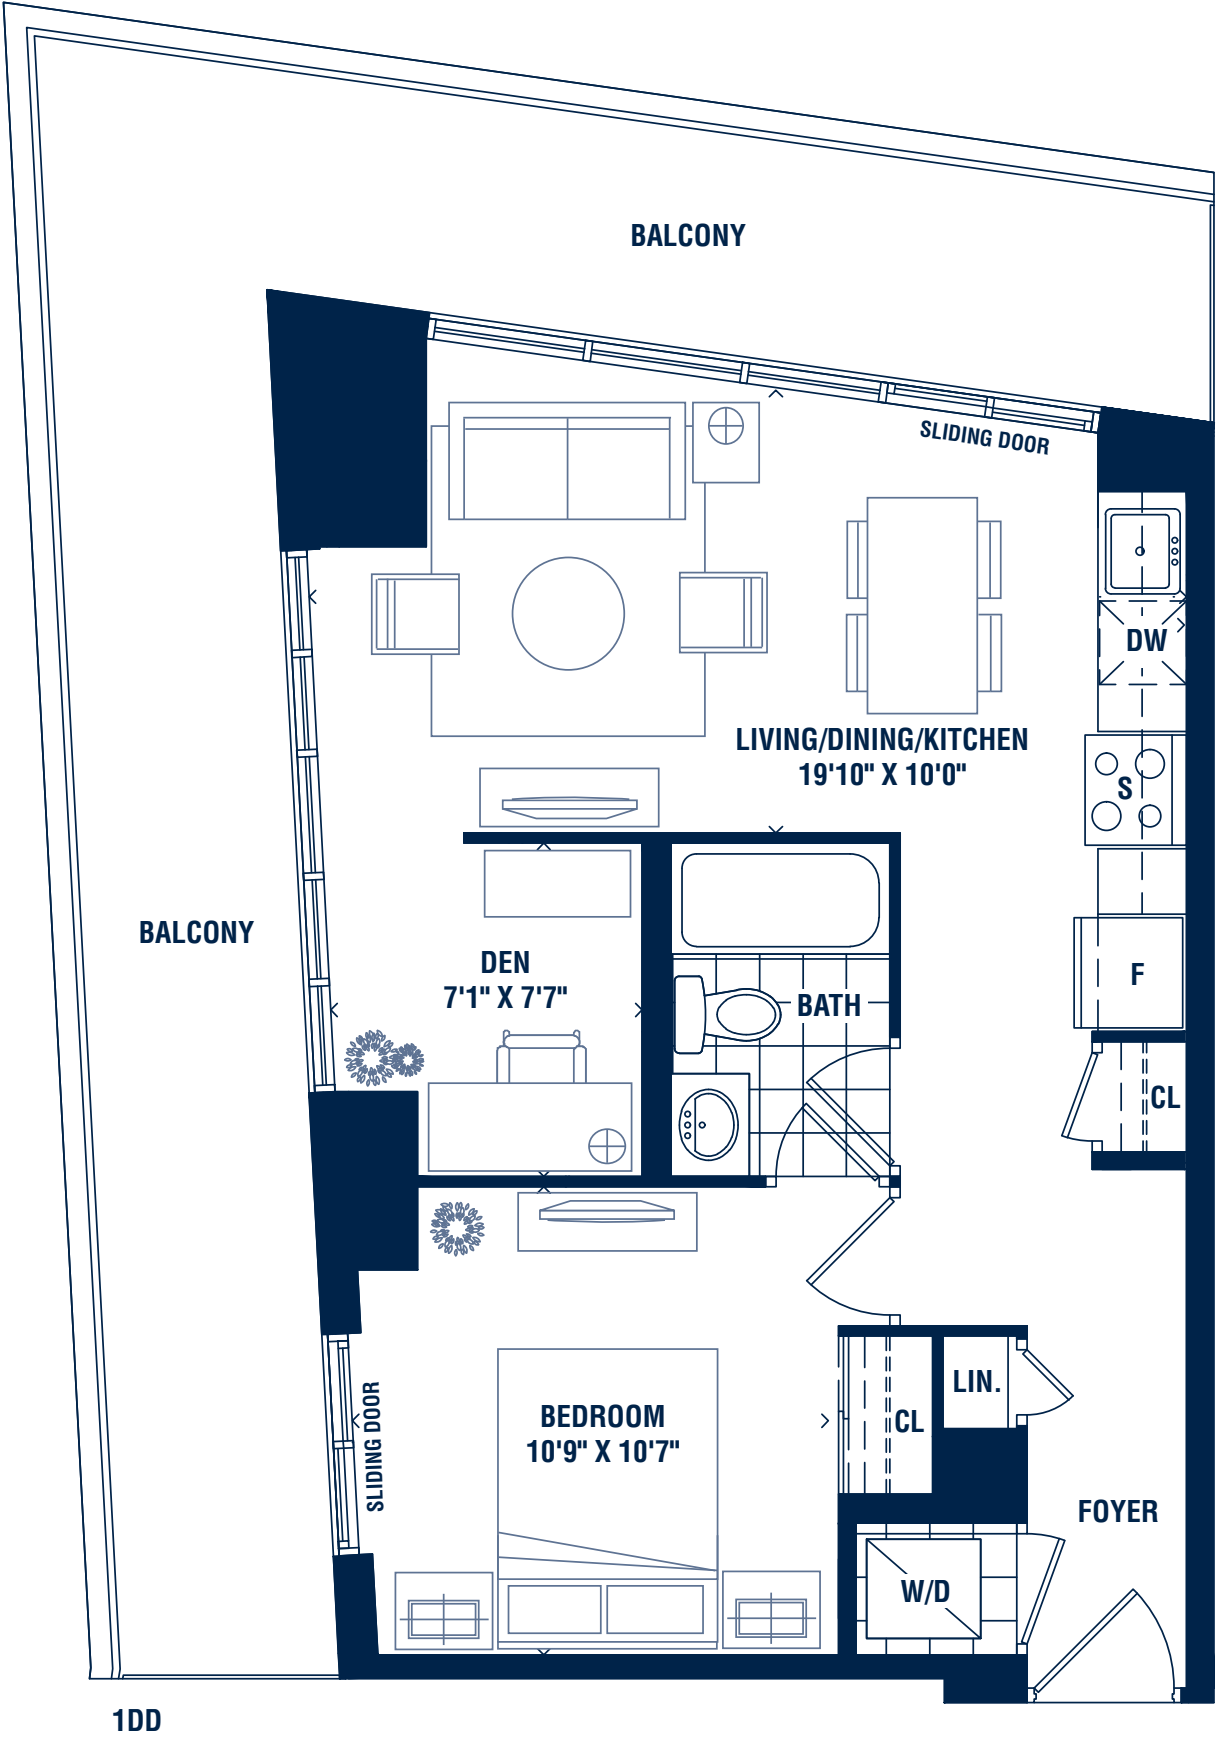 BALCONY
SLIDING DOOR
DW
LIVING/DINING/KITCHEN
19'10" X 10'0"
S
BALCONY
DEN
7'1" X 7'7"
F
BATH
CL
LIN.
SLIDING DOOR
BEDROOM
10'9" X 10'7"
CL
FOYER
W/D
1DD